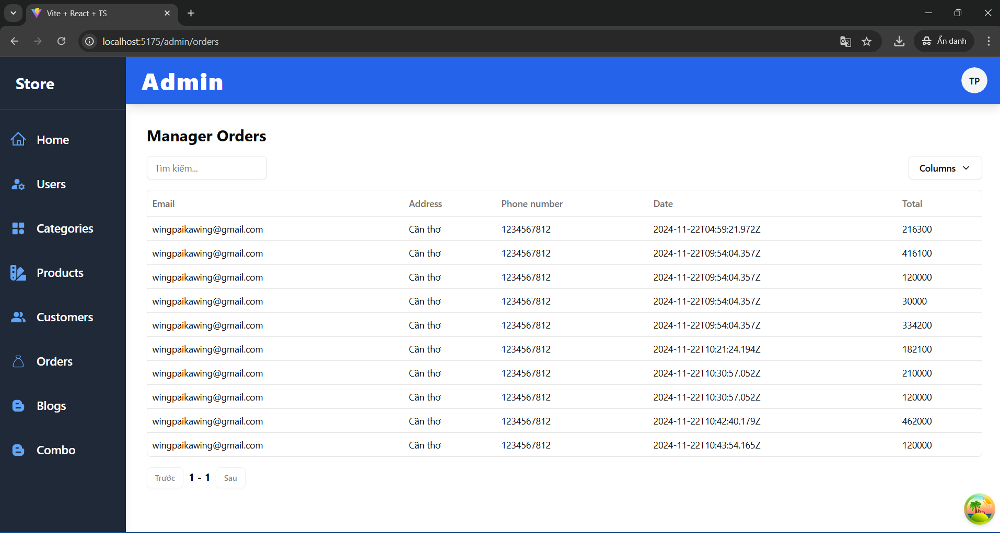 Vite + React + TS
localhost:5175/admin/orders
Ẩn danh
Store
Admin
TP
Home
Users
Categories
Products
Customers
Orders
Blogs
Combo
Manager Orders
Tìm kiếm...
Columns
Email Address Phone number Date Total
wingpaikawing@gmail.com Cần thơ 1234567812 2024-11-22T04:59:21.972Z 216300
wingpaikawing@gmail.com Cần thơ 1234567812 2024-11-22T09:54:04.357Z 416100
wingpaikawing@gmail.com Cần thơ 1234567812 2024-11-22T09:54:04.357Z 120000
wingpaikawing@gmail.com Cần thơ 1234567812 2024-11-22T09:54:04.357Z 30000
wingpaikawing@gmail.com Cần thơ 1234567812 2024-11-22T09:54:04.357Z 334200
wingpaikawing@gmail.com Cần thơ 1234567812 2024-11-22T10:21:24.194Z 182100
wingpaikawing@gmail.com Cần thơ 1234567812 2024-11-22T10:30:57.052Z 210000
wingpaikawing@gmail.com Cần thơ 1234567812 2024-11-22T10:30:57.052Z 120000
wingpaikawing@gmail.com Cần thơ 1234567812 2024-11-22T10:42:40.179Z 462000
wingpaikawing@gmail.com Cần thơ 1234567812 2024-11-22T10:43:54.165Z 120000
Trước 1 - 1 Sau